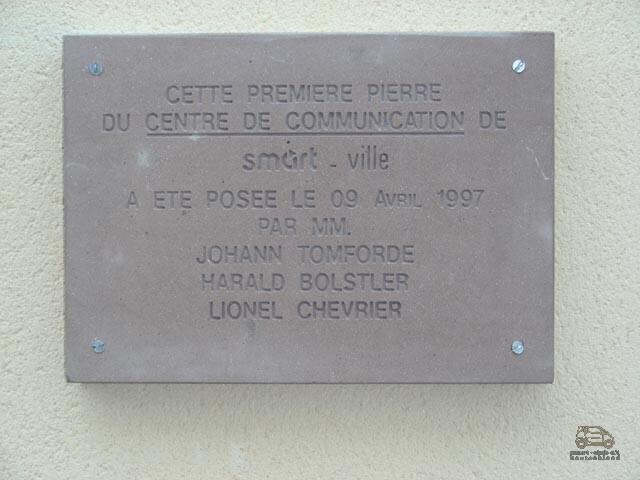 CETTE PREMIERE PIERRE
DU CENTRE DE COMMUNICATION DE
smart - ville
A ETE POSEE LE 09 AVRIL 1997
PAR MM.
JOHANN TOMFORDE
HARALD BOLSTLER
LIONEL CHEVRIER